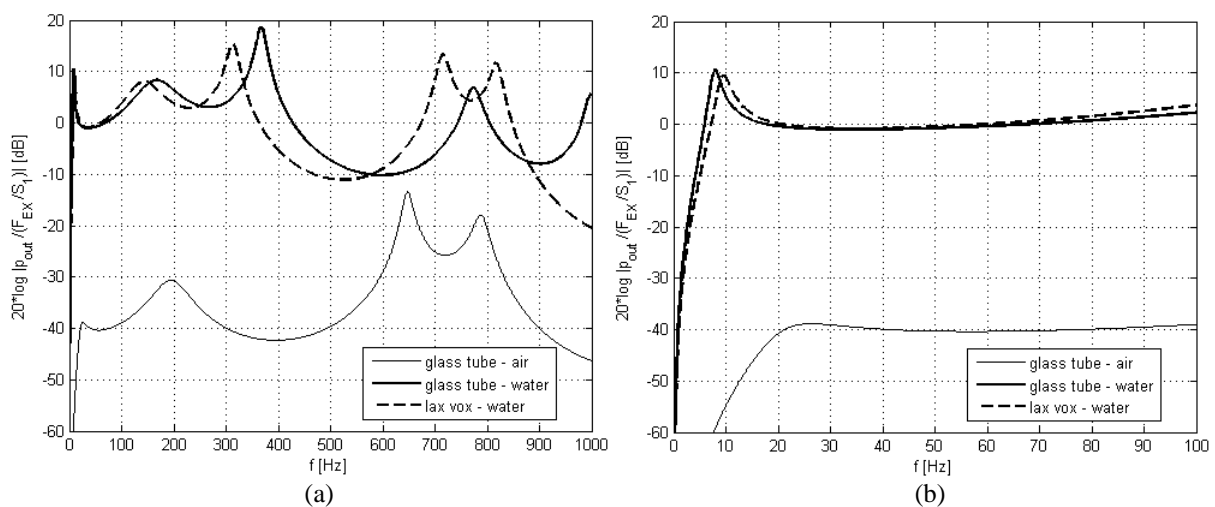 20*log |p_out /(F_EX /S_1)| [dB]
20
10
0
-10
-20
-30
-40
-50
-60
0 100 200 300 400 500 600 700 800 900 1000
f [Hz]
glass tube - air
glass tube - water
lax vox - water
(a)
20*log |p_out /(F_EX /S_1)| [dB]
20
10
0
-10
-20
-30
-40
-50
-60
0 10 20 30 40 50 60 70 80 90 100
f [Hz]
glass tube - air
glass tube - water
lax vox - water
(b)